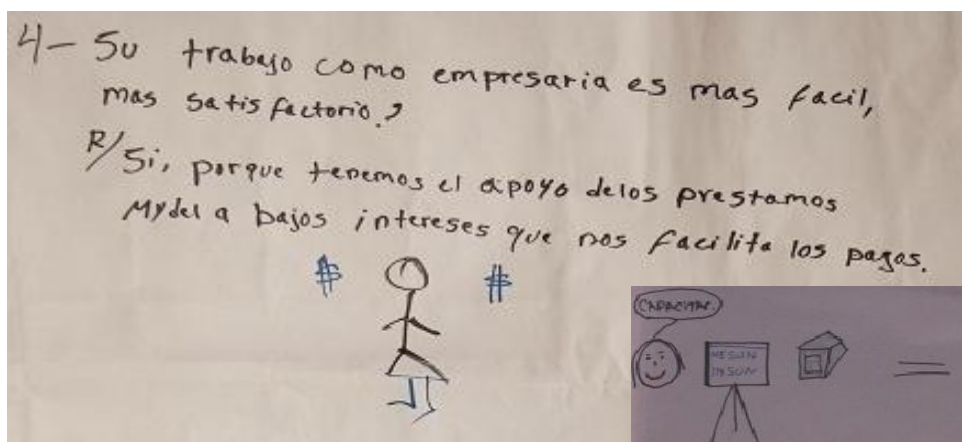 4- Su trabajo como empresaria es mas facil,
mas satisfactorio.?
R/ Si, porque tenemos el apoyo delos prestamos
Mydel a bajos intereses que nos facilita los pagos.
$ $
CAPACITAR